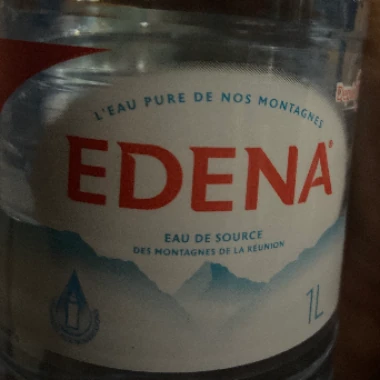 L'EAU PURE DE NOS MONTAGNES
EDENA
EAU DE SOURCE
DES MONTAGNES DE LA RÉUNION
1L